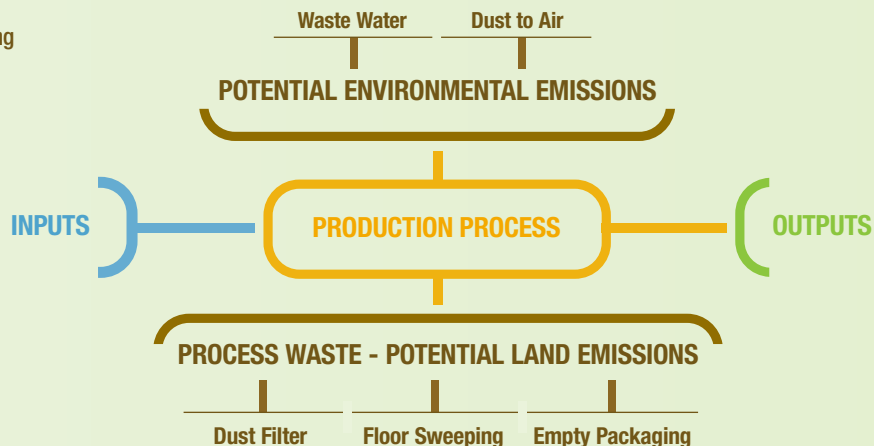 Waste Water
Dust to Air
ng
POTENTIAL ENVIRONMENTAL EMISSIONS
INPUTS
PRODUCTION PROCESS
OUTPUTS
PROCESS WASTE - POTENTIAL LAND EMISSIONS
Dust Filter
Floor Sweeping
Empty Packaging